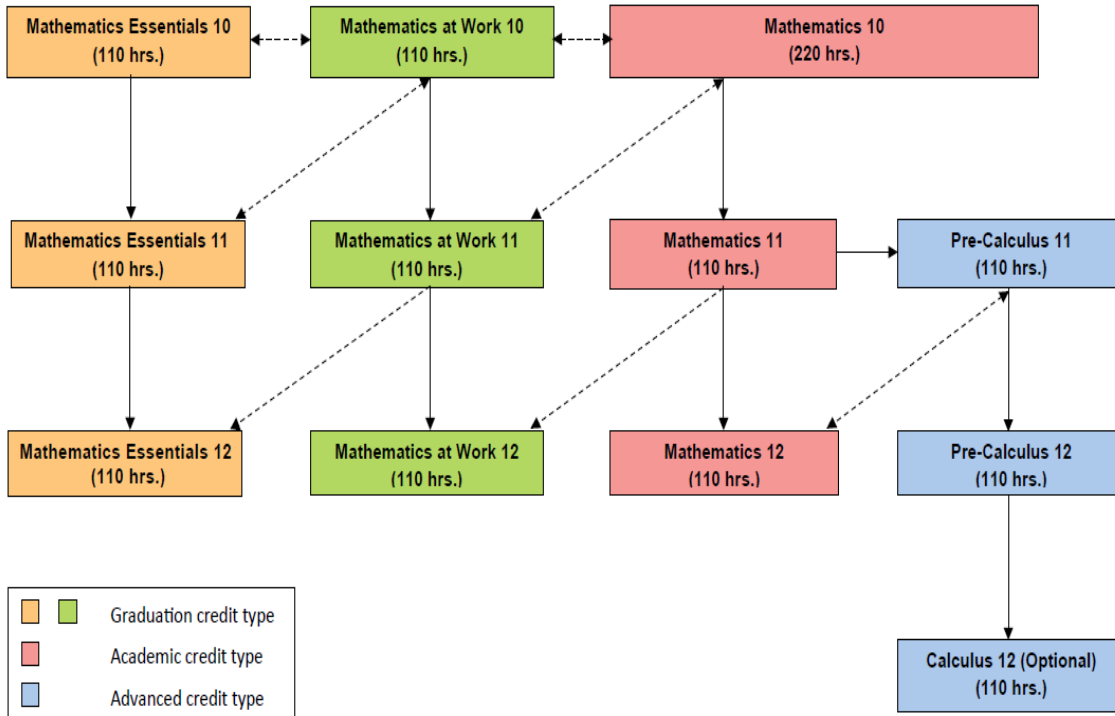 Mathematics Essentials 10
(110 hrs.)
Mathematics at Work 10
(110 hrs.)
Mathematics 10
(220 hrs.)
Mathematics Essentials 11
(110 hrs.)
Mathematics at Work 11
(110 hrs.)
Mathematics 11
(110 hrs.)
Pre-Calculus 11
(110 hrs.)
Mathematics Essentials 12
(110 hrs.)
Mathematics at Work 12
(110 hrs.)
Mathematics 12
(110 hrs.)
Pre-Calculus 12
(110 hrs.)
Calculus 12 (Optional)
(110 hrs.)
Graduation credit type
Academic credit type
Advanced credit type